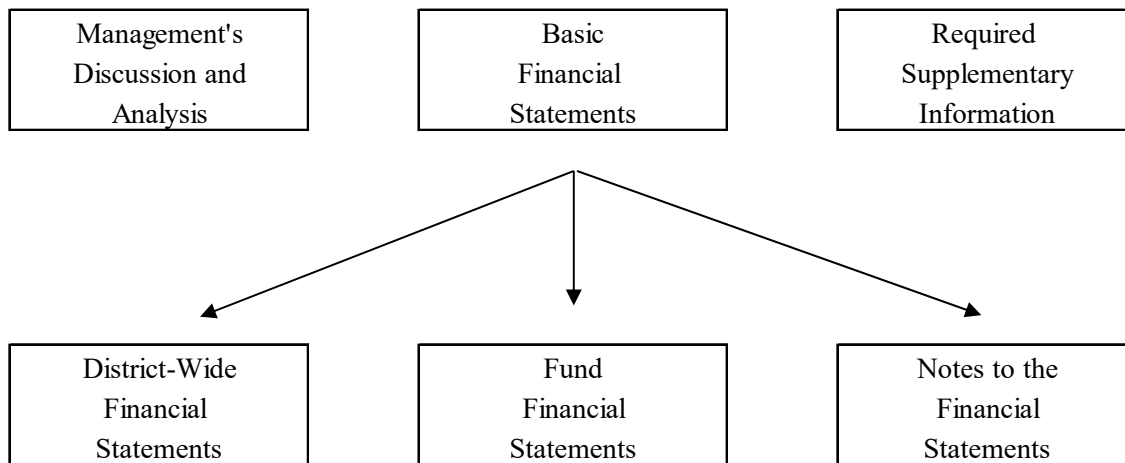 Management's
Discussion and
Analysis
Basic
Financial
Statements
Required
Supplementary
Information
District-Wide
Financial
Statements
Fund
Financial
Statements
Notes to the
Financial
Statements